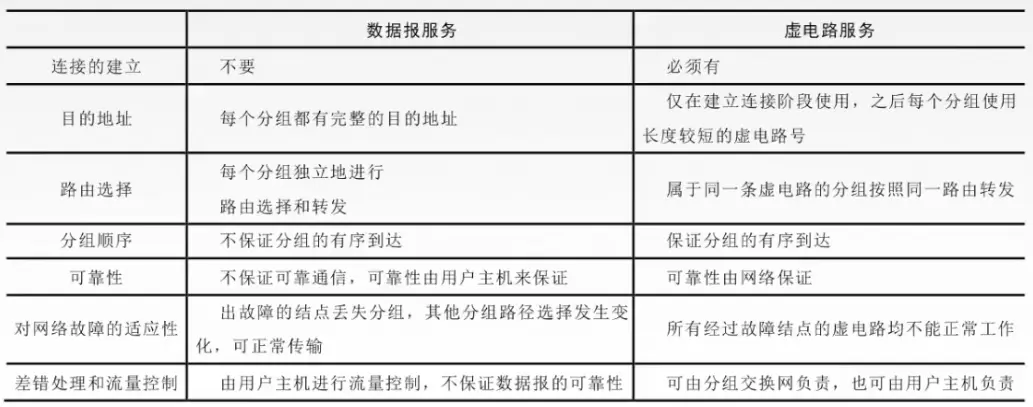 数据报服务 虚电路服务
连接的建立 不要 必须有
目的地址 每个分组都有完整的目的地址 仅在建立连接阶段使用，之后每个分组使用
长度较短的虚电路号
路由选择 每个分组独立地进行
路由选择和转发 属于同一条虚电路的分组按照同一路由转发
分组顺序 不保证分组的有序到达 保证分组的有序到达
可靠性 不保证可靠通信，可靠性由用户主机来保证 可靠性由网络保证
对网络故障的适应性 出故障的结点丢失分组，其他分组路径选择发生变
化，可正常传输 所有经过故障结点的虚电路均不能正常工作
差错处理和流量控制 由用户主机进行流量控制，不保证数据报的可靠性 可由分组交换网负责，也可由用户主机负责